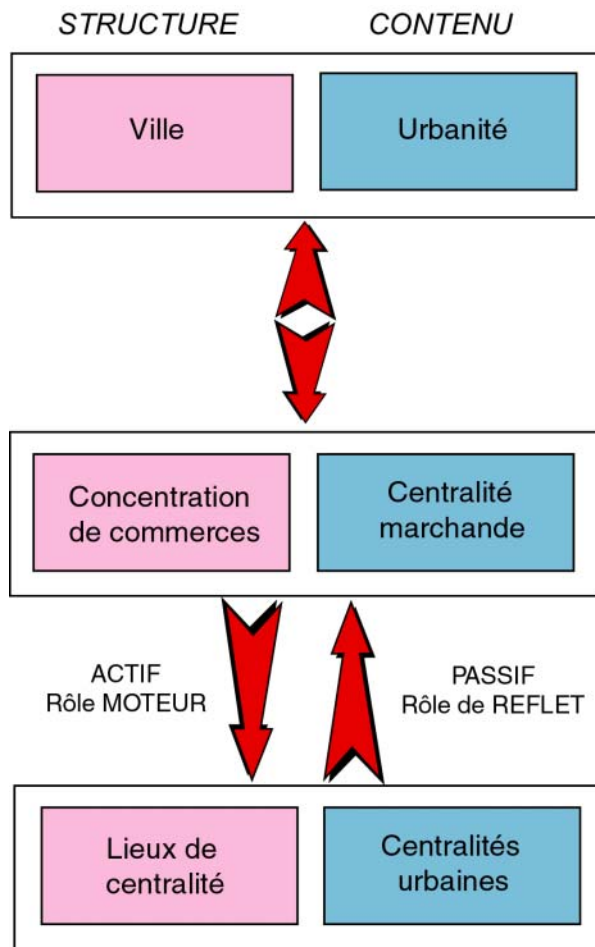 STRUCTURE CONTENU
Ville
Urbanité
Concentration
de commerces
Centralité
marchande
ACTIF
Rôle MOTEUR
PASSIF
Rôle de REFLET
Lieux de
centralité
Centralités
urbaines